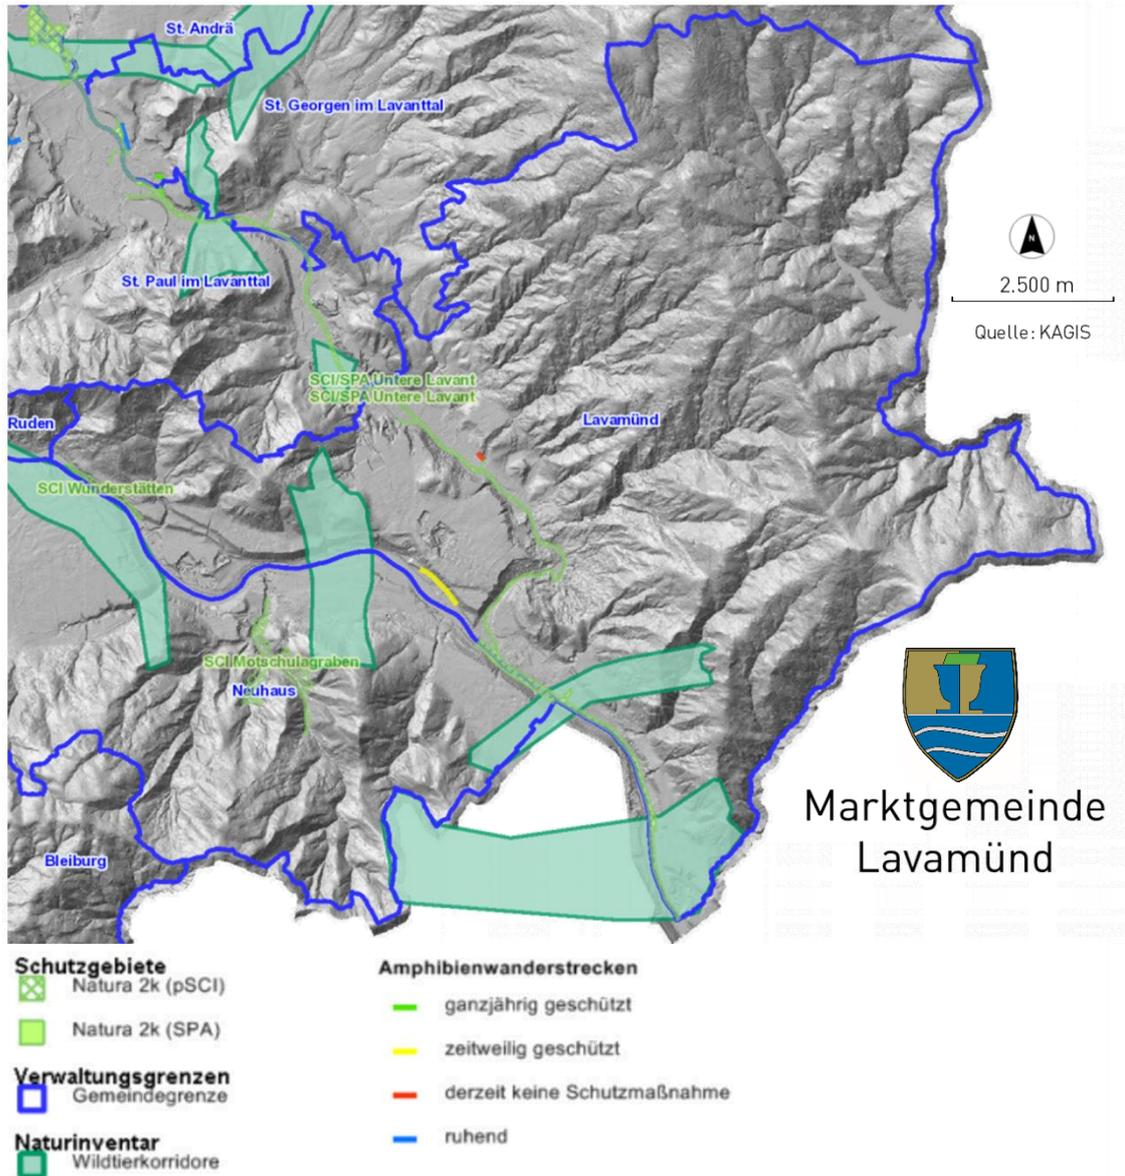 St. Andrä
St. Georgen im Lavanttal
N
St. Paul im Lavanttal
2.500 m
Quelle: KAGIS
SCI/SPA Untere Lavant
SCI/SPA Untere Lavant
Ruden
Lavamünd
SCI Wunderstätten
SCI Motschulagraben
Neuhaus
Marktgemeinde
Lavamünd
Bleiburg
Schutzgebiete
Natura 2k (pSCI)
Natura 2k (SPA)
Verwaltungsgrenzen
Gemeindegrenze
Naturinventar
Wildtierkorridore
Amphibienwanderstrecken
ganzjährig geschützt
zeitweilig geschützt
derzeit keine Schutzmaßnahme
ruhend